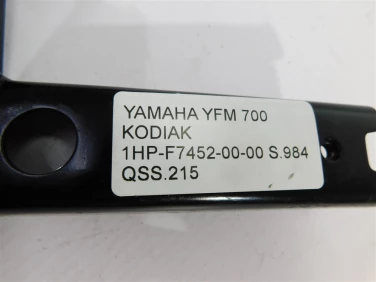 YAMAHA YFM 700
KODIAK
1HP-F7452-00-00 S.984
QSS.215